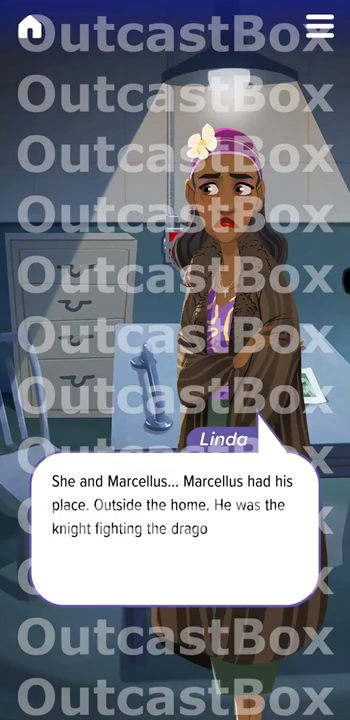 OutcastBox
OutcastBox
OutcastBox
OutcastBox
OutcastBox
OutcastBox
OutcastBox
Linda
She and Marcellus... Marcellus had his
place. Outside the home. He was the
knight fighting the drago
OutcastBox
OutcastBox
OutcastBox
OutcastBox
OutcastBox